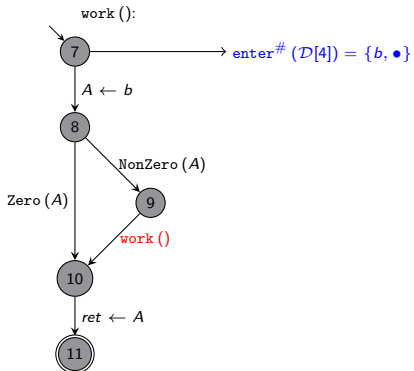 work():
7
enter# (𝒟[4]) = {b, •}
A ← b
8
NonZero(A)
Zero(A)
9
work()
10
ret ← A
11